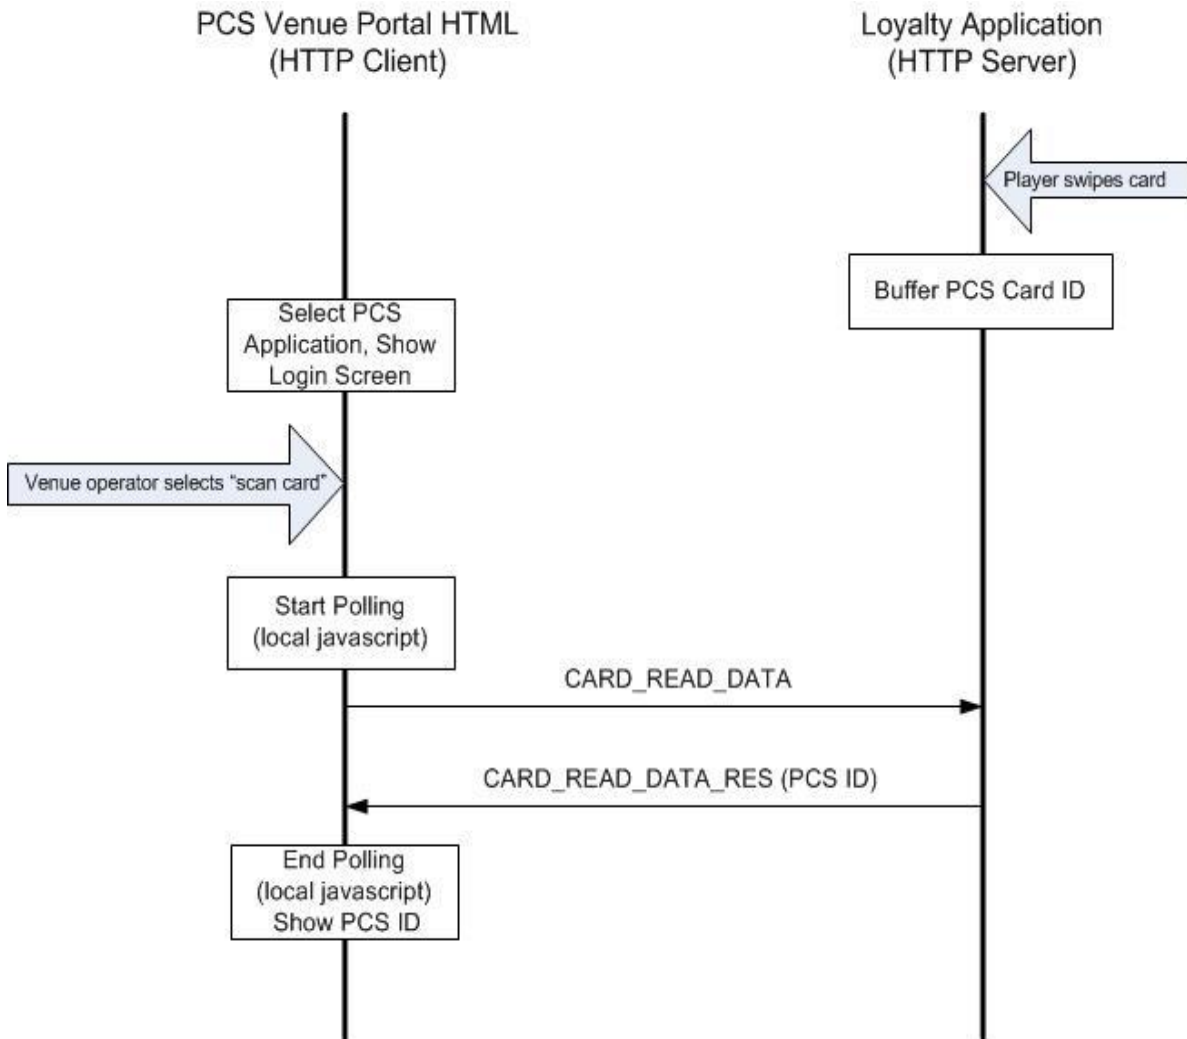 PCS Venue Portal HTML
(HTTP Client)
Loyalty Application
(HTTP Server)
Player swipes card
Buffer PCS Card ID
Select PCS
Application, Show
Login Screen
Venue operator selects “scan card”
Start Polling
(local javascript)
CARD_READ_DATA
CARD_READ_DATA_RES (PCS ID)
End Polling
(local javascript)
Show PCS ID